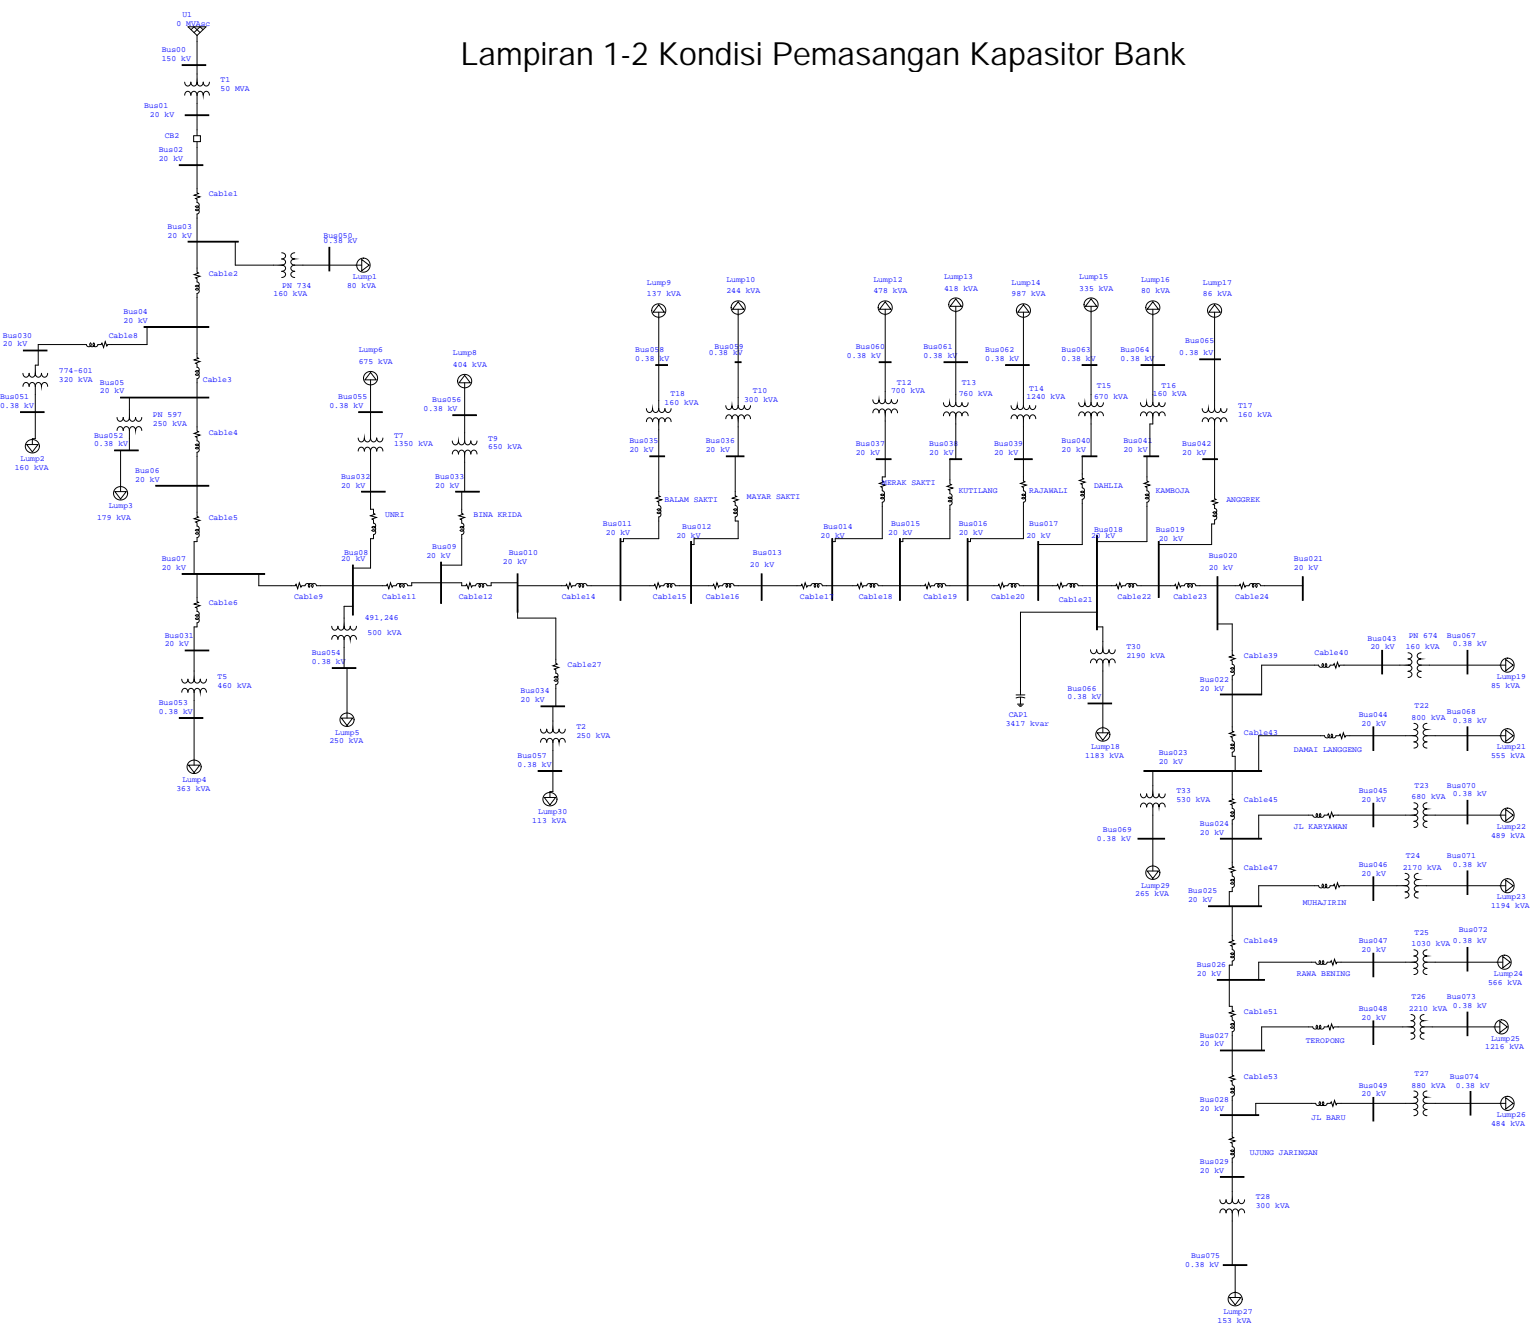 Lampiran 1-2 Kondisi Pemasangan Kapasitor Bank
U1
0 MVAsc
Bus00
150 kV
T1
50 MVA
Bus01
20 kV
CB2
Bus02
20 kV
Cable1
Bus03
20 kV
Bus050
0.38 kV
PN 734
160 kVA
Lump1
80 kVA
Cable2
Bus04
20 kV
Cable8
Bus030
20 kV
774-601
320 kVA
Bus051
0.38 kV
Lump2
160 kVA
Cable3
Bus05
20 kV
PN 597
250 kVA
Bus052
0.38 kV
Lump3
179 kVA
Cable4
Bus06
20 kV
Cable5
Bus07
20 kV
Cable6
Bus031
20 kV
T5
460 kVA
Bus053
0.38 kV
Lump4
363 kVA
Cable9
Lump6
675 kVA
Bus055
0.38 kV
T7
1350 kVA
Bus032
20 kV
UNRI
Bus08
20 kV
491,246
500 kVA
Bus054
0.38 kV
Lump5
250 kVA
Cable11
Lump8
404 kVA
Bus056
0.38 kV
T9
650 kVA
Bus033
20 kV
BINA KRIDA
Bus09
20 kV
Cable12
Bus010
20 kV
Cable27
Bus034
20 kV
T2
250 kVA
Bus057
0.38 kV
Lump30
113 kVA
Cable14
Lump9
137 kVA
Bus058
0.38 kV
T18
160 kVA
Bus035
20 kV
BALAM SAKTI
Bus011
20 kV
Cable15
Lump10
244 kVA
Bus059
0.38 kV
T10
300 kVA
Bus036
20 kV
MAYAR SAKTI
Bus012
20 kV
Cable16
Bus013
20 kV
Cable17
Lump12
478 kVA
Bus060
0.38 kV
T12
700 kVA
Bus037
20 kV
MERAK SAKTI
Bus014
20 kV
Cable18
Lump13
418 kVA
Bus061
0.38 kV
T13
760 kVA
Bus038
20 kV
KUTILANG
Bus015
20 kV
Cable19
Lump14
987 kVA
Bus062
0.38 kV
T14
1240 kVA
Bus039
20 kV
RAJAWALI
Bus016
20 kV
Cable20
Lump15
335 kVA
Bus063
0.38 kV
T15
670 kVA
Bus040
20 kV
DAHLIA
Bus017
20 kV
Cable21
Lump16
80 kVA
Bus064
0.38 kV
T16
160 kVA
Bus041
20 kV
KAMBOJA
Bus018
20 kV
CAP1
3417 kvar
T30
2190 kVA
Bus066
0.38 kV
Lump18
1183 kVA
Cable22
Lump17
86 kVA
Bus065
0.38 kV
T17
160 kVA
Bus042
20 kV
ANGGREK
Bus019
20 kV
Cable23
Bus020
20 kV
Cable24
Bus021
20 kV
Cable39
Bus022
20 kV
Cable40
Bus043
20 kV
PN 674
160 kVA
Bus067
0.38 kV
Lump19
85 kVA
Cable43
Bus023
20 kV
DAMAI LANGGENG
Bus044
20 kV
T22
800 kVA
Bus068
0.38 kV
Lump21
555 kVA
T33
530 kVA
Bus069
0.38 kV
Lump29
265 kVA
Cable45
Bus024
20 kV
JL KARYAWAN
Bus045
20 kV
T23
680 kVA
Bus070
0.38 kV
Lump22
489 kVA
Cable47
Bus025
20 kV
MUHAJIRIN
Bus046
20 kV
T24
2170 kVA
Bus071
0.38 kV
Lump23
1194 kVA
Cable49
Bus026
20 kV
RAWA BENING
Bus047
20 kV
T25
1030 kVA
Bus072
0.38 kV
Lump24
566 kVA
Cable51
Bus027
20 kV
TEROPONG
Bus048
20 kV
T26
2210 kVA
Bus073
0.38 kV
Lump25
1216 kVA
Cable53
Bus028
20 kV
JL BARU
Bus049
20 kV
T27
880 kVA
Bus074
0.38 kV
Lump26
484 kVA
UJUNG JARINGAN
Bus029
20 kV
T28
300 kVA
Bus075
0.38 kV
Lump27
153 kVA